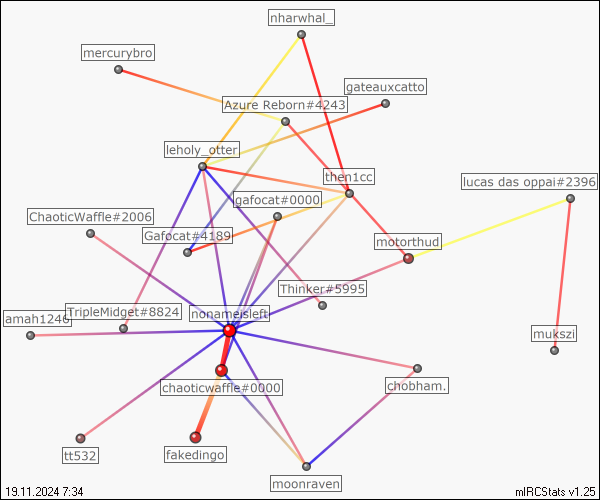 nharwhal_
mercurybro
gateauxcatto
Azure Reborn#4243
leholy_otter
then1cc
lucas das oppai#2396
gafocat#0000
ChaoticWaffle#2006
Gafocat#4189
motorthud
Thinker#5995
TripleMidget#8824
nonameisleft
amah1240
mukszi
chaoticwaffle#0000
chobham.
tt532
fakedingo
moonraven
19.11.2024 7:34
mIRCStats v1.25